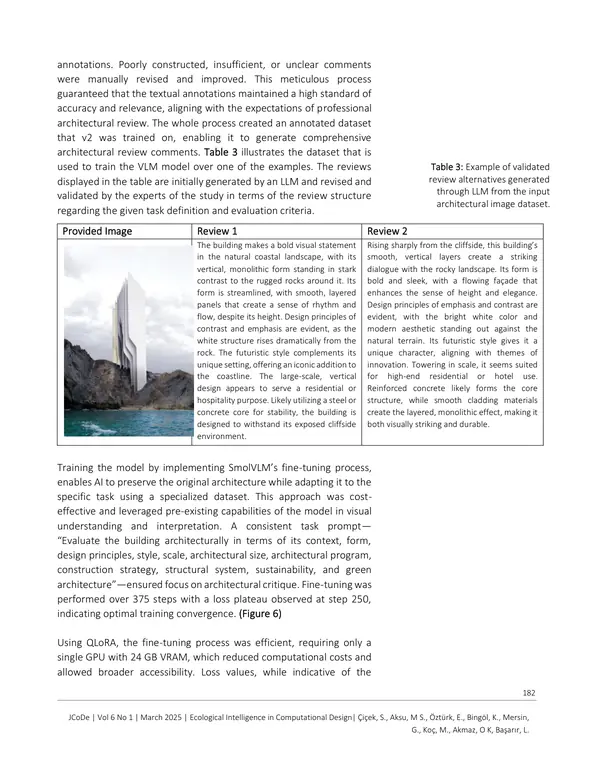 annotations. Poorly constructed, insufficient, or unclear comments
were manually revised and improved. This meticulous process
guaranteed that the textual annotations maintained a high standard of
accuracy and relevance, aligning with the expectations of professional
architectural review. The whole process created an annotated dataset
that v2 was trained on, enabling it to generate comprehensive
architectural review comments. Table 3 illustrates the dataset that is
used to train the VLM model over one of the examples. The reviews
displayed in the table are initially generated by an LLM and revised and
validated by the experts of the study in terms of the review structure
regarding the given task definition and evaluation criteria.
Table 3: Example of validated
review alternatives generated
through LLM from the input
architectural image dataset.
Provided Image Review 1 Review 2
The building makes a bold visual statement
in the natural coastal landscape, with its
vertical, monolithic form standing in stark
contrast to the rugged rocks around it. Its
form is streamlined, with smooth, layered
panels that create a sense of rhythm and
flow, despite its height. Design principles of
contrast and emphasis are evident, as the
white structure rises dramatically from the
rock. The futuristic style complements its
unique setting, offering an iconic addition to
the coastline. The large-scale, vertical
design appears to serve a residential or
hospitality purpose. Likely utilizing a steel or
concrete core for stability, the building is
designed to withstand its exposed cliffside
environment.
Rising sharply from the cliffside, this building's
smooth, vertical layers create a striking
dialogue with the rocky landscape. Its form is
bold and sleek, with a flowing façade that
enhances the sense of height and elegance.
Design principles of emphasis and contrast are
evident, with the bright white color and
modern aesthetic standing out against the
natural terrain. Its futuristic style gives it a
unique character, aligning with themes of
innovation. Towering in scale, it seems suited
for high-end residential or hotel use.
Reinforced concrete likely forms the core
structure, while smooth cladding materials
create the layered, monolithic effect, making it
both visually striking and durable.
Training the model by implementing SmolVLM's fine-tuning process,
enables AI to preserve the original architecture while adapting it to the
specific task using a specialized dataset. This approach was cost-
effective and leveraged pre-existing capabilities of the model in visual
understanding and interpretation. A consistent task prompt—
"Evaluate the building architecturally in terms of its context, form,
design principles, style, scale, architectural size, architectural program,
construction strategy, structural system, sustainability, and green
architecture"—ensured focus on architectural critique. Fine-tuning was
performed over 375 steps with a loss plateau observed at step 250,
indicating optimal training convergence. (Figure 6)
Using QLoRA, the fine-tuning process was efficient, requiring only a
single GPU with 24 GB VRAM, which reduced computational costs and
allowed broader accessibility. Loss values, while indicative of the
182
JCoDe | Vol 6 No 1 | March 2025 | Ecological Intelligence in Computational Design| Çiçek, S., Aksu, M S., Öztürk, E., Bingöl, K., Mersin,
G., Koç, M., Akmaz, O K, Başarır, L.